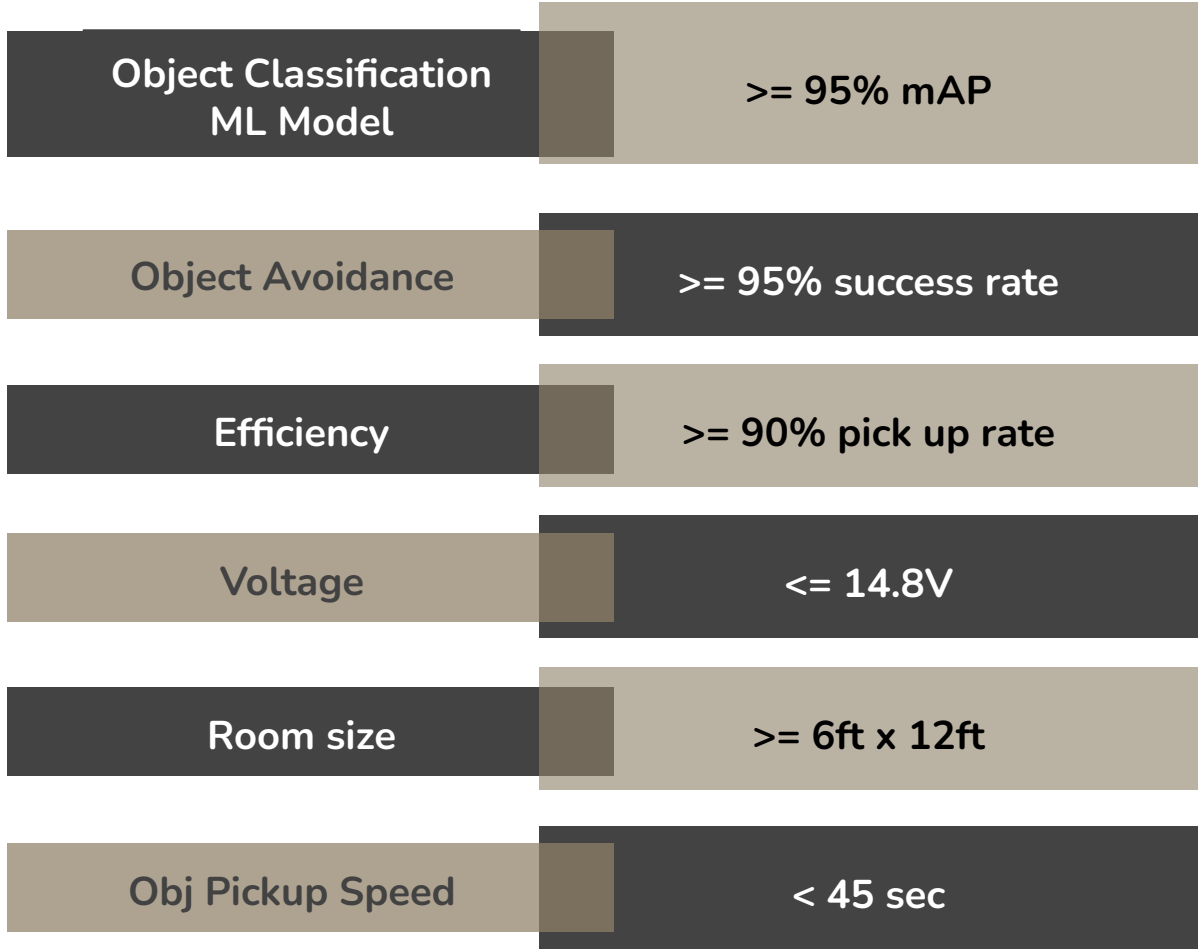 Object Classification
ML Model
>= 95% mAP
Object Avoidance
>= 95% success rate
Efficiency
>= 90% pick up rate
Voltage
<= 14.8V
Room size
>= 6ft x 12ft
Obj Pickup Speed
< 45 sec